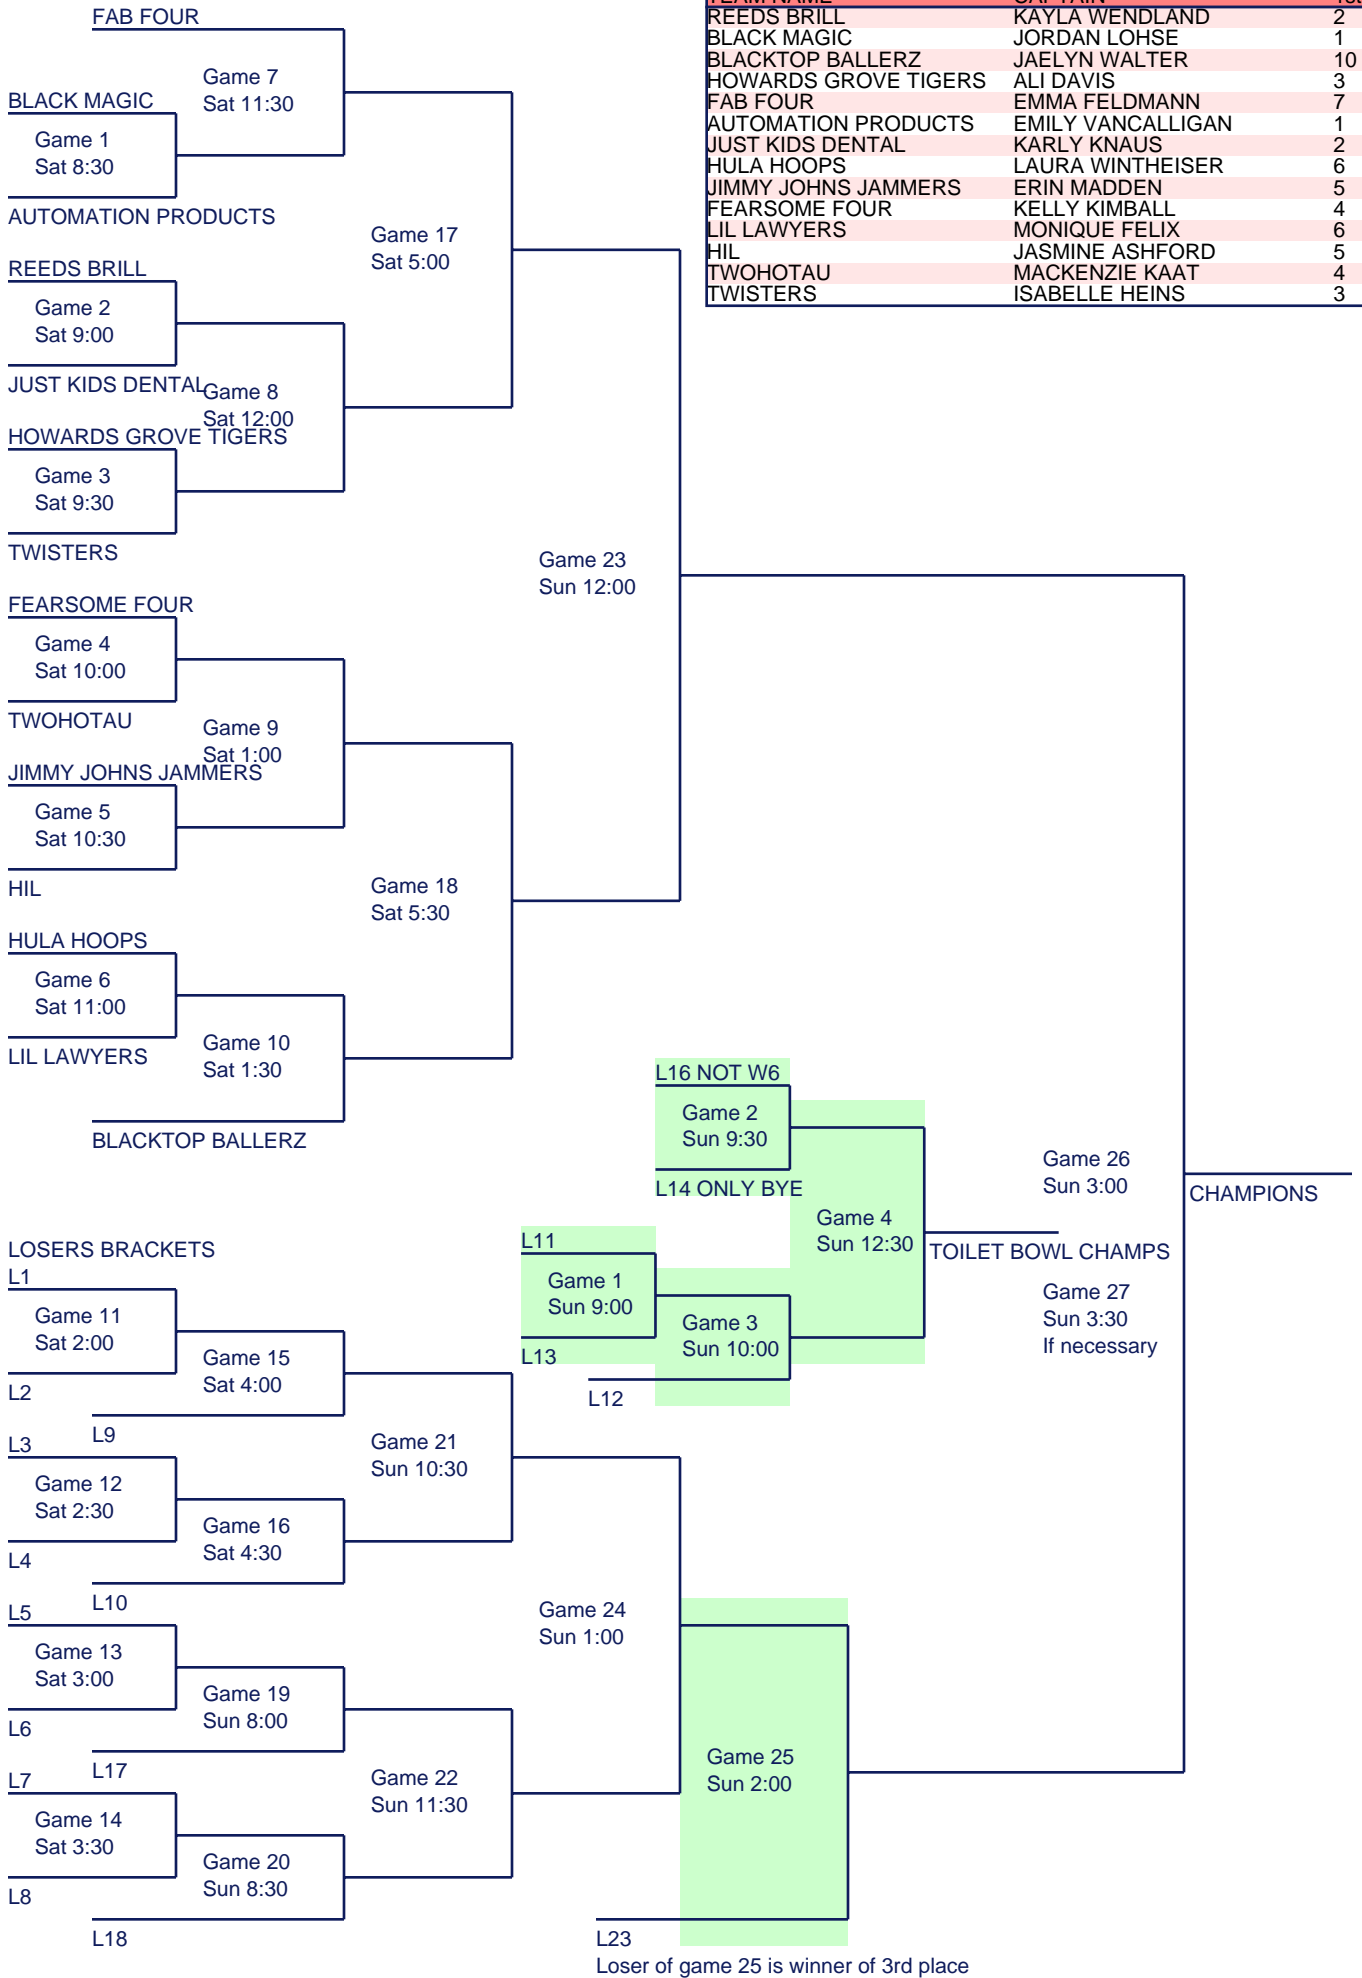 FAB FOUR
Game 7
Sat 11:30
BLACK MAGIC
Game 1
Sat 8:30
AUTOMATION PRODUCTS
Game 17
Sat 5:00
REEDS BRILL
Game 2
Sat 9:00
JUST KIDS DENTAL
Game 8
Sat 12:00
HOWARDS GROVE TIGERS
Game 3
Sat 9:30
TWISTERS
Game 23
Sun 12:00
FEARSOME FOUR
Game 4
Sat 10:00
TWOHOTAU
Game 9
Sat 1:00
JIMMY JOHNS JAMMERS
Game 5
Sat 10:30
HIL
Game 18
Sat 5:30
HULA HOOPS
Game 6
Sat 11:00
LIL LAWYERS
Game 10
Sat 1:30
BLACKTOP BALLERZ
TEAM NAME CAPTAIN
REEDS BRILL KAYLA WENDLAND 2
BLACK MAGIC JORDAN LOHSE 1
BLACKTOP BALLERZ JAELYN WALTER 10
HOWARDS GROVE TIGERS ALI DAVIS 3
FAB FOUR EMMA FELDMANN 7
AUTOMATION PRODUCTS EMILY VANCALLIGAN 1
JUST KIDS DENTAL KARLY KNAUS 2
HULA HOOPS LAURA WINTHEISER 6
JIMMY JOHNS JAMMERS ERIN MADDEN 5
FEARSOME FOUR KELLY KIMBALL 4
LIL LAWYERS MONIQUE FELIX 6
HIL JASMINE ASHFORD 5
TWOHOTAU MACKENZIE KAAT 4
TWISTERS ISABELLE HEINS 3
L16 NOT W6
Game 2
Sun 9:30
L14 ONLY BYE
Game 4
Sun 12:30
L11
Game 1
Sun 9:00
L13
Game 3
Sun 10:00
L12
TOILET BOWL CHAMPS
Game 26
Sun 3:00
CHAMPIONS
Game 27
Sun 3:30
If necessary
LOSERS BRACKETS
L1
Game 11
Sat 2:00
L2
Game 15
Sat 4:00
L9
L3
Game 12
Sat 2:30
L4
Game 16
Sat 4:30
L10
Game 21
Sun 10:30
L5
Game 13
Sat 3:00
L6
Game 19
Sun 8:00
L17
L7
Game 14
Sat 3:30
L8
Game 20
Sun 8:30
L18
Game 22
Sun 11:30
Game 24
Sun 1:00
Game 25
Sun 2:00
L23
Loser of game 25 is winner of 3rd place